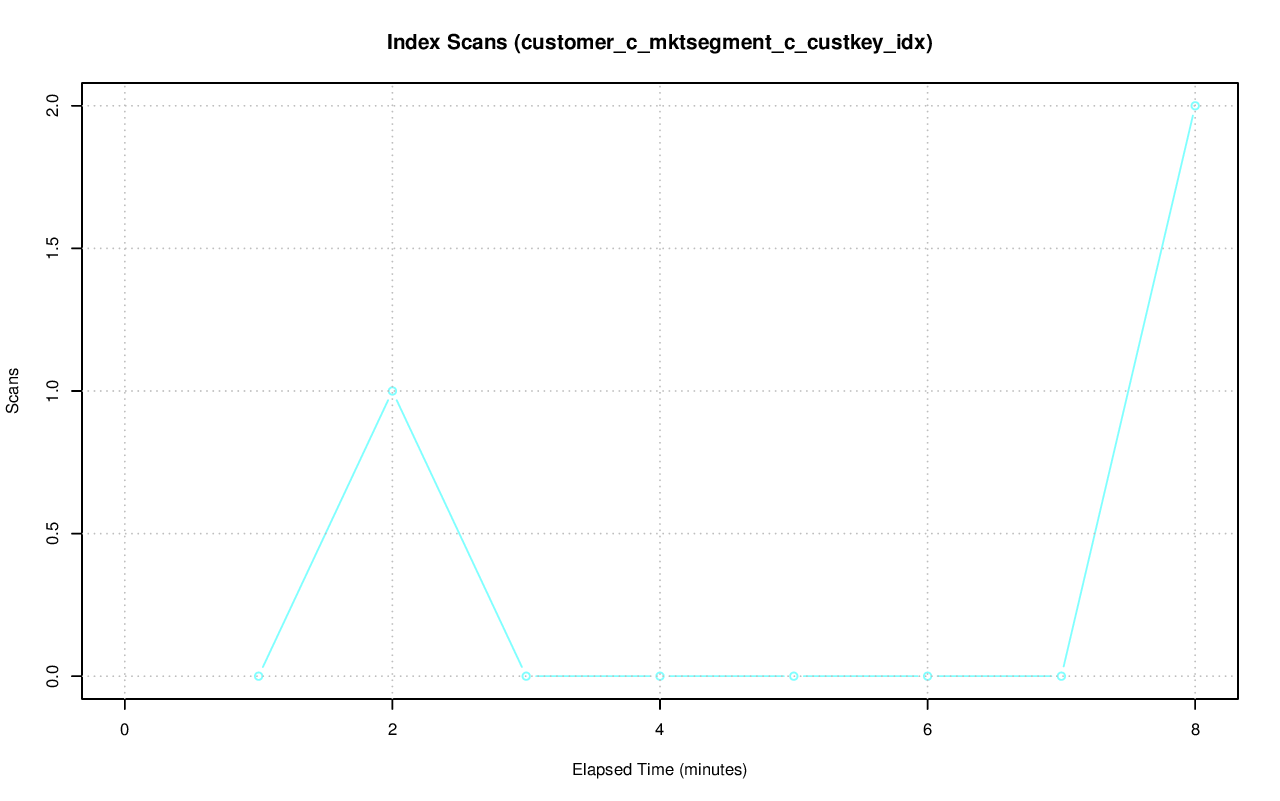 Index Scans (customer_c_mktsegment_c_custkey_idx)
2.0
1.5
1.0
0.5
0.0
Scans
0 2 4 6 8
Elapsed Time (minutes)